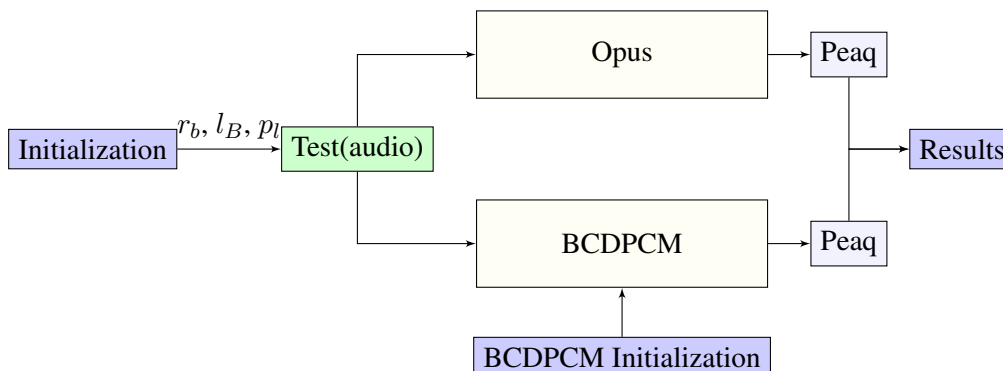 Opus
Peaq
r_b, l_B, p_l
Initialization
Test(audio)
Results
BCDPCM
Peaq
BCDPCM Initialization